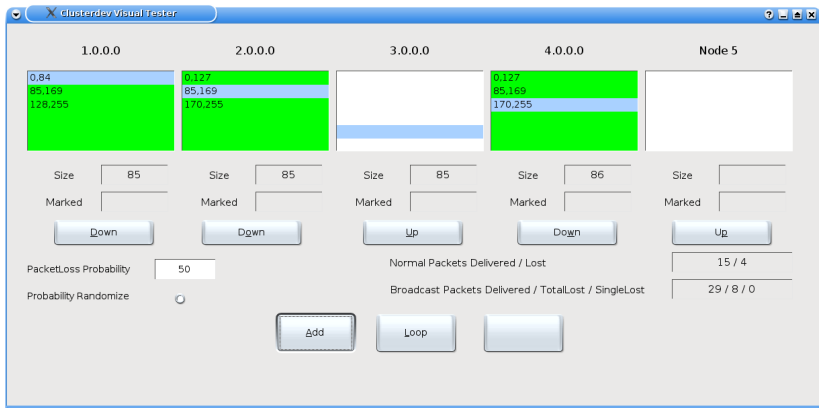 Clusterdev Visual Tester
1.0.0.0 2.0.0.0 3.0.0.0 4.0.0.0 Node 5
0,84 0,127 0,127
85,169 85,169 85,169
128,255 170,255 170,255
Size 85 Size 85 Size 85 Size 86 Size
Marked Marked Marked Marked Marked
Down Down Up Down Up
PacketLoss Probability 50 Normal Packets Delivered / Lost 15 / 4
Probability Randomize Broadcast Packets Delivered / TotalLost / SingleLost 29 / 8 / 0
Add Loop